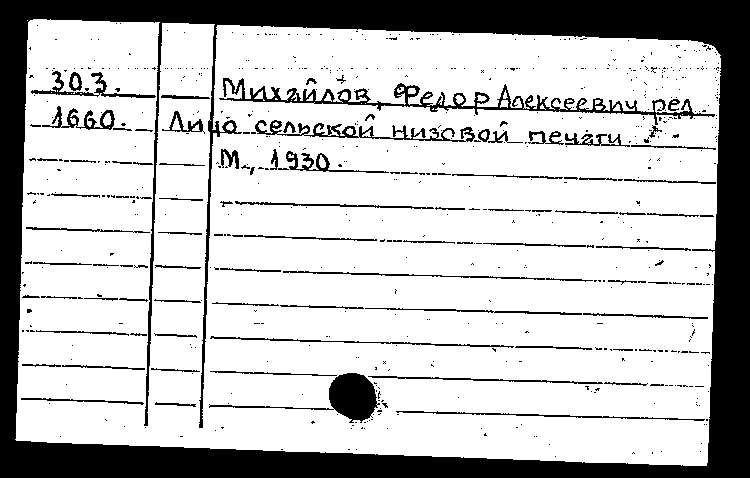 30.3. Михайлов, Федор Алексеевич ред.
1660. Лицо сельской низовой печати.
М., 1930.